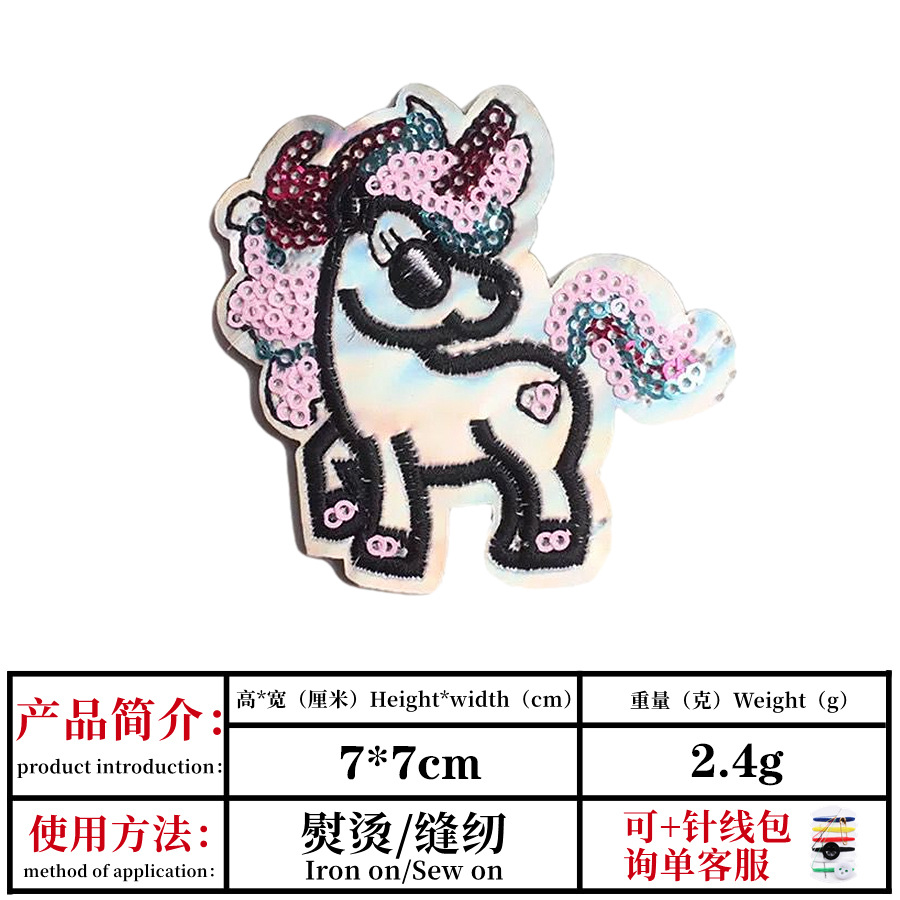 产品简介：
product introduction:
高*宽（厘米）Height*width（cm）
重量（克）Weight（g）
7*7cm
2.4g
使用方法：
method of application:
熨烫/缝纫
Iron on/Sew on
可+针线包
询单客服